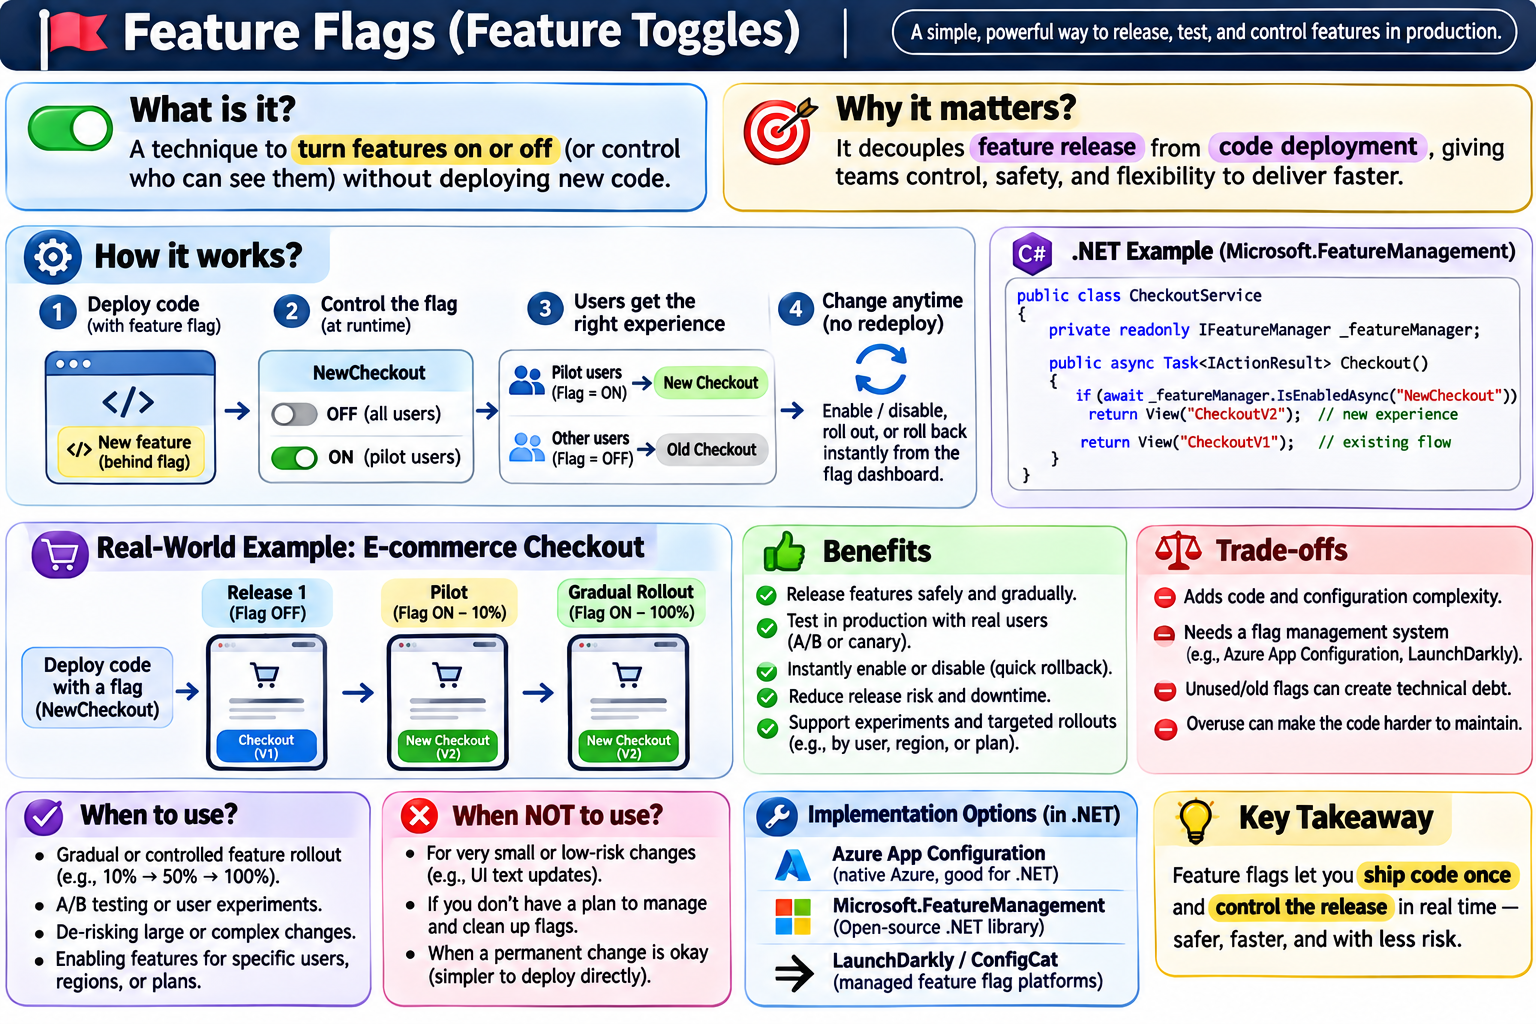 Feature Flags (Feature Toggles)
A simple, powerful way to release, test, and control features in production.
What is it?
A technique to turn features on or off (or control
who can see them) without deploying new code.
Why it matters?
It decouples feature release from code deployment, giving
teams control, safety, and flexibility to deliver faster.
How it works?
1 Deploy code
(with feature flag)
</>
</> New feature
(behind flag)
2 Control the flag
(at runtime)
NewCheckout
OFF (all users)
ON (pilot users)
3 Users get the
right experience
Pilot users
(Flag = ON)
New Checkout
Other users
(Flag = OFF)
Old Checkout
4 Change anytime
(no redeploy)
Enable / disable,
roll out, or roll back
instantly from the
flag dashboard.
C# .NET Example (Microsoft.FeatureManagement)
public class CheckoutService
{
private readonly IFeatureManager _featureManager;
public async Task<IActionResult> Checkout()
{
if (await _featureManager.IsEnabledAsync("NewCheckout"))
return View("CheckoutV2"); // new experience
return View("CheckoutV1"); // existing flow
}
}
Real-World Example: E-commerce Checkout
Deploy code
with a flag
(NewCheckout)
Release 1
(Flag OFF)
Checkout
(V1)
Pilot
(Flag ON – 10%)
New Checkout
(V2)
Gradual Rollout
(Flag ON – 100%)
New Checkout
(V2)
Benefits
Release features safely and gradually.
Test in production with real users
(A/B or canary).
Instantly enable or disable (quick rollback).
Reduce release risk and downtime.
Support experiments and targeted rollouts
(e.g., by user, region, or plan).
Trade-offs
Adds code and configuration complexity.
Needs a flag management system
(e.g., Azure App Configuration, LaunchDarkly).
Unused/old flags can create technical debt.
Overuse can make the code harder to maintain.
When to use?
• Gradual or controlled feature rollout
(e.g., 10% → 50% → 100%).
• A/B testing or user experiments.
• De-risking large or complex changes.
• Enabling features for specific users,
regions, or plans.
When NOT to use?
• For very small or low-risk changes
(e.g., UI text updates).
• If you don't have a plan to manage
and clean up flags.
• When a permanent change is okay
(simpler to deploy directly).
Implementation Options (in .NET)
Azure App Configuration
(native Azure, good for .NET)
Microsoft.FeatureManagement
(Open-source .NET library)
LaunchDarkly / ConfigCat
(managed feature flag platforms)
Key Takeaway
Feature flags let you ship code once
and control the release in real time —
safer, faster, and with less risk.